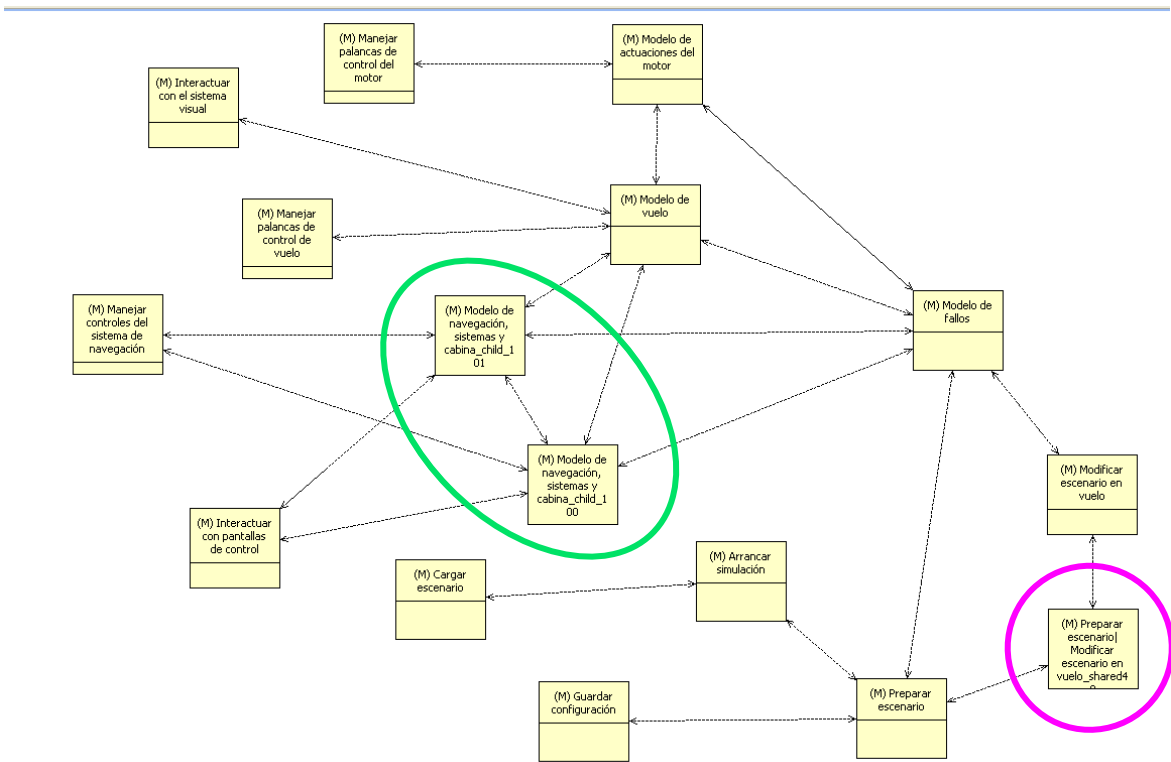 (M) Manejar
palancas de
control del
motor
(M) Modelo de
actuaciones del
motor
(M) Interactuar
con el sistema
visual
(M) Modelo de
vuelo
(M) Manejar
palancas de
control de
vuelo
(M) Manejar
controles del
sistema de
navegación
(M) Modelo de
navegación,
sistemas y
cabina_child_1
01
(M) Modelo de
fallos
(M) Modelo de
navegación,
sistemas y
cabina_child_1
00
(M) Modificar
escenario en
vuelo
(M) Interactuar
con pantallas
de control
(M) Arrancar
simulación
(M) Cargar
escenario
(M) Preparar
escenario|
Modificar
escenario en
vuelo_shared4
(M) Guardar
configuración
(M) Preparar
escenario